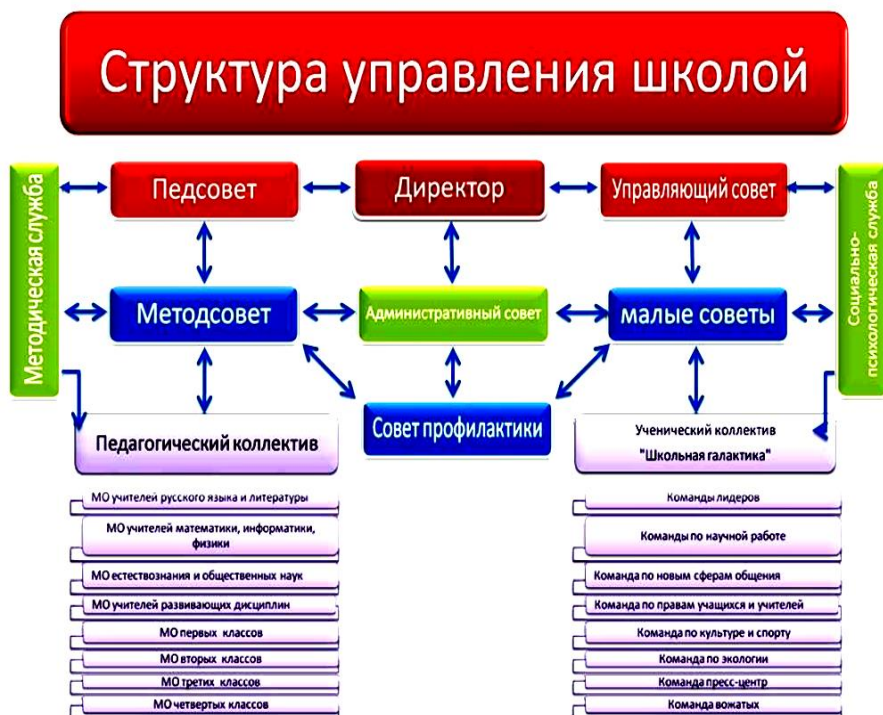 Структура управления школой
Методическая служба
Педсовет
Директор
Управляющий совет
Социально-
психологическая служба
Методсовет
Административный совет
малые советы
Педагогический коллектив
Совет профилактики
Ученический коллектив
"Школьная галактика"
МО учителей русского языка и литературы
МО учителей математики, информатики,
физики
МО естествознания и общественных наук
МО учителей развивающих дисциплин
МО первых классов
МО вторых классов
МО третих классов
МО четвертых классов
Команды лидеров
Команды по научной работе
Команда по новым сферам общения
Команда по правам учащихся и учителей
Команда по культуре и спорту
Команда по экологии
Команда пресс-центр
Команда вожатых